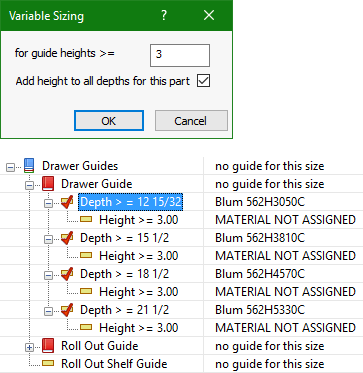 Variable Sizing
for guide heights >= 3
Add height to all depths for this part
OK Cancel
Drawer Guides no guide for this size
Drawer Guide no guide for this size
Depth > = 12 15/32 Blum 562H3050C
Height >= 3.00 MATERIAL NOT ASSIGNED
Depth > = 15 1/2 Blum 562H3810C
Height >= 3.00 MATERIAL NOT ASSIGNED
Depth > = 18 1/2 Blum 562H4570C
Height >= 3.00 MATERIAL NOT ASSIGNED
Depth > = 21 1/2 Blum 562H5330C
Height >= 3.00 MATERIAL NOT ASSIGNED
Roll Out Guide no guide for this size
Roll Out Shelf Guide no guide for this size